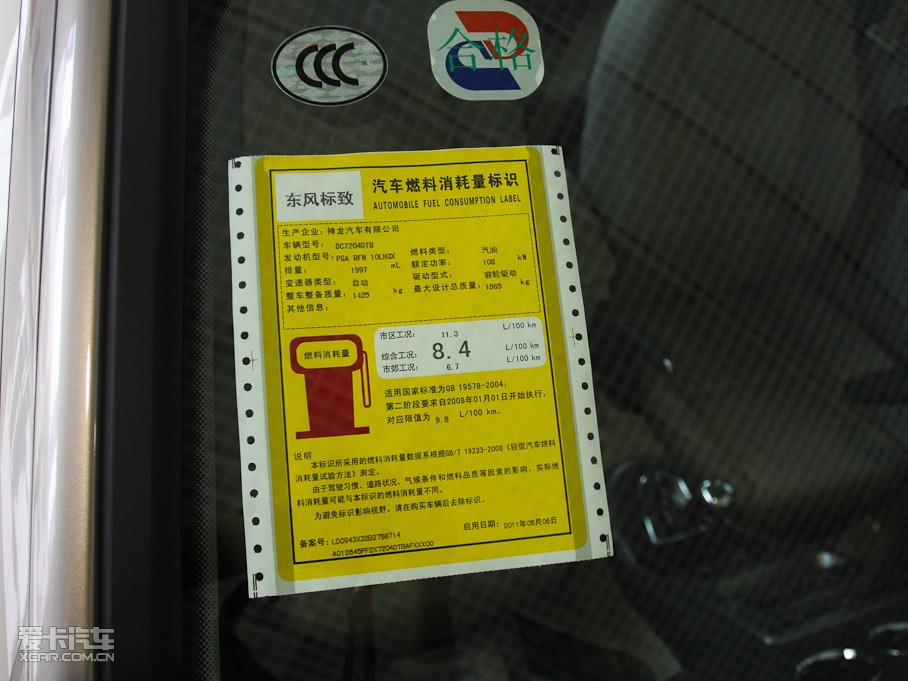 CCC
合格
东风标致
汽车燃料消耗量标识
AUTOMOBILE FUEL CONSUMPTION LABEL
生产企业：神龙汽车有限公司
车辆型号： DC7204DTB
发动机型号：PSA RFN 10LH3X 燃料类型： 汽油
排量： 1997 mL 额定功率： 108 kW
变速器类型： 自动 驱动型式： 前轮驱动
整车整备质量： 1425 kg 最大设计总质量： 1865 kg
其他信息：
燃料消耗量
市区工况： 11.3 L/100 km
综合工况： 8.4 L/100 km
市郊工况： 6.7 L/100 km
适用国家标准为GB 19578-2004；
第二阶段要求自2008年01月01日开始执行，
对应限值为 9.8 L/100 km。
说明
本标识所采用的燃料消耗量数据系根据GB/T 19233-2008《轻型汽车燃料
消耗量试验方法》测定。
由于驾驶习惯、道路状况、气候条件和燃料品质等因素的影响，实际燃
料消耗量可能与本标识的燃料消耗量不同。
为避免标识影响视野，请在购买车辆后去除标识。
备案号：LDC943X32B2758714 启用日期：2011年05月06日
A012645FF2X7204DTBAFXXX00
爱卡汽车
XCAR.COM.CN